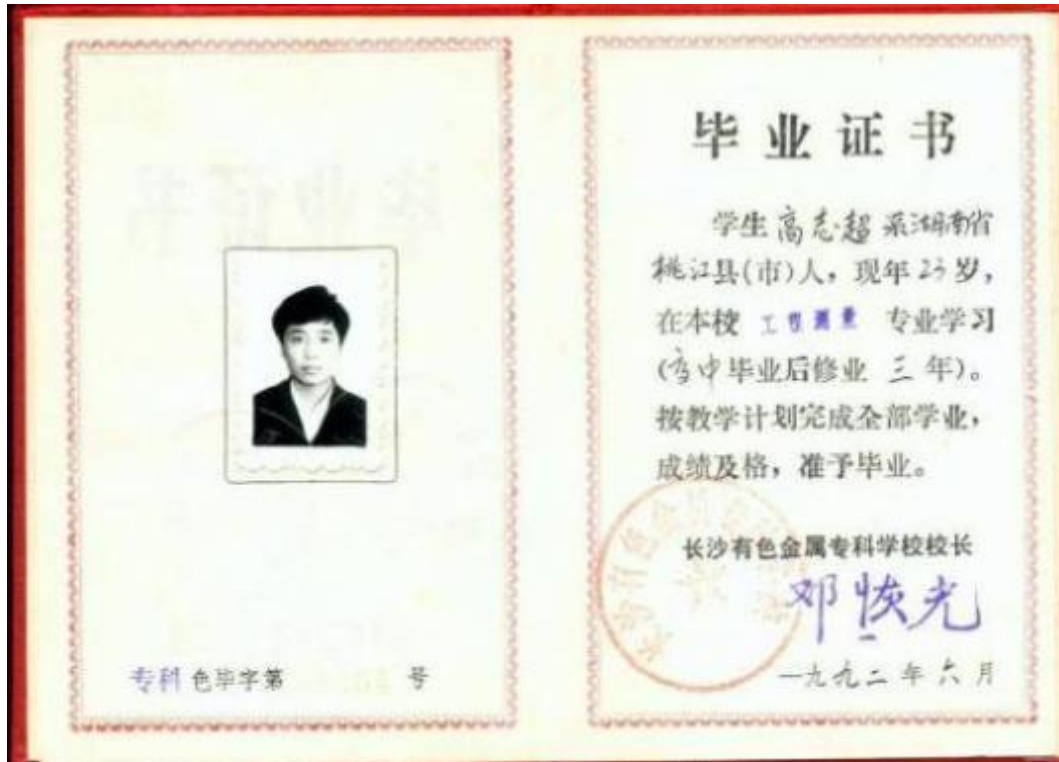 专科 色毕字第 号
毕业证书
学生 高志超 系湖南省
桃江县(市)人，现年23岁，
在本校 工程测量 专业学习
(高中毕业后修业 三 年)。
按教学计划完成全部学业，
成绩及格，准予毕业。
长沙有色金属专科学校校长
邓恢光
一九九二年六月